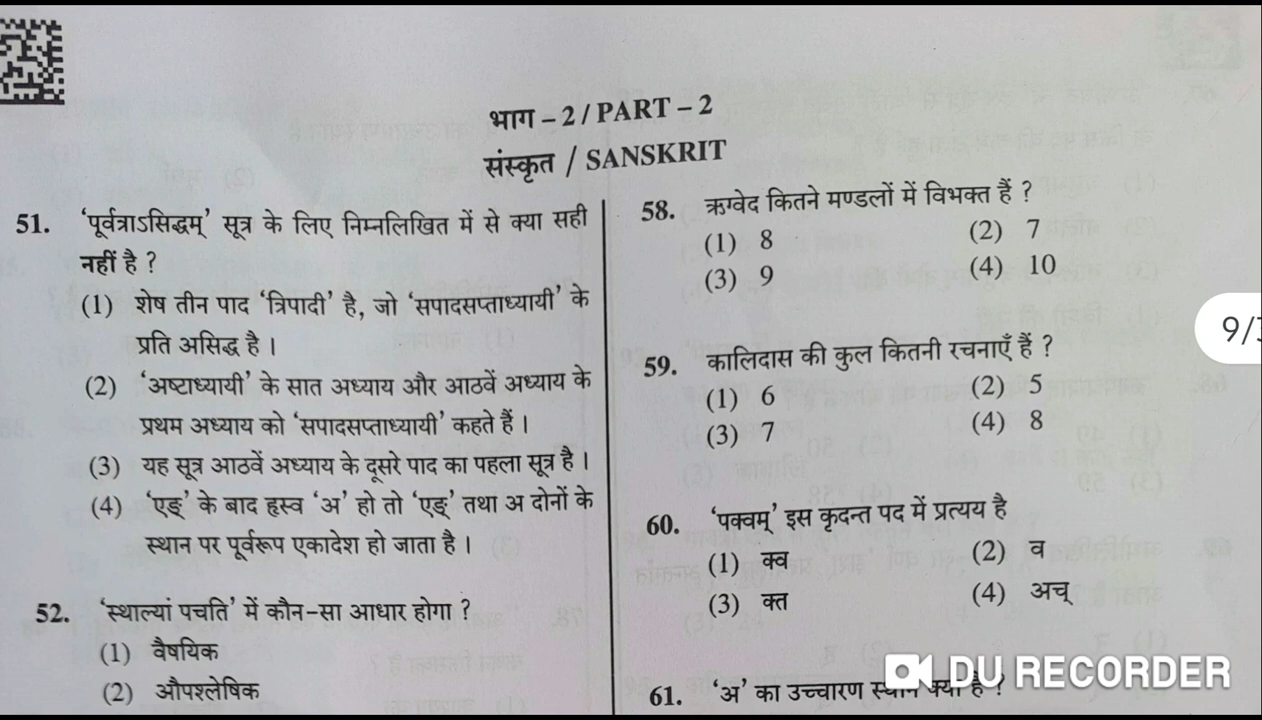 भाग – 2 / PART – 2
संस्कृत / SANSKRIT
51. ‘पूर्वत्राऽसिद्धम्’ सूत्र के लिए निम्नलिखित में से क्या सही
नहीं है ?
(1) शेष तीन पाद ‘त्रिपादी’ है, जो ‘सपादसप्ताध्यायी’ के
प्रति असिद्ध है ।
(2) ‘अष्टाध्यायी’ के सात अध्याय और आठवें अध्याय के
प्रथम अध्याय को ‘सपादसप्ताध्यायी’ कहते हैं ।
(3) यह सूत्र आठवें अध्याय के दूसरे पाद का पहला सूत्र है ।
(4) ‘एङ्’ के बाद ह्रस्व ‘अ’ हो तो ‘एङ्’ तथा अ दोनों के
स्थान पर पूर्वरूप एकादेश हो जाता है ।
52. ‘स्थाल्यां पचति’ में कौन-सा आधार होगा ?
(1) वैषयिक
(2) औपश्लेषिक
58. ऋग्वेद कितने मण्डलों में विभक्त हैं ?
(1) 8 (2) 7
(3) 9 (4) 10
59. कालिदास की कुल कितनी रचनाएँ हैं ?
(1) 6 (2) 5
(3) 7 (4) 8
60. ‘पक्वम्’ इस कृदन्त पद में प्रत्यय है
(1) क्व (2) व
(3) क्त (4) अच्
61. ‘अ’ का उच्चारण स्थान क्या है ?
9/3
DU RECORDER